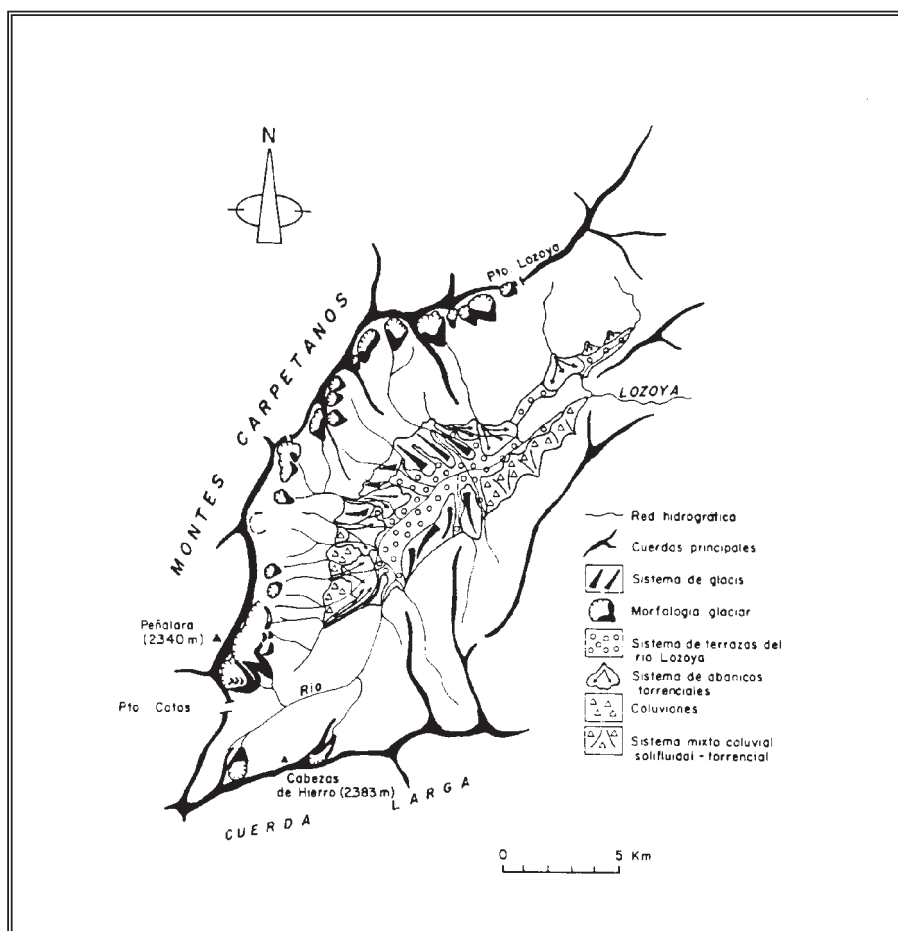 N
Pto Lozoya
MONTES CARPETANOS
LOZOYA
Red hidrográfica
Cuerdas principales
Sistema de glacis
Morfología glaciar
Sistema de terrazas del
río Lozoya
Sistema de abanicos
torrenciales
Coluviones
Sistema mixto coluvial
solifluidal-torrencial
Peñalara
(2340 m)
Río
Pto Cotos
Cabezas
de Hierro (2383 m)
CUERDA LARGA
0 5 Km